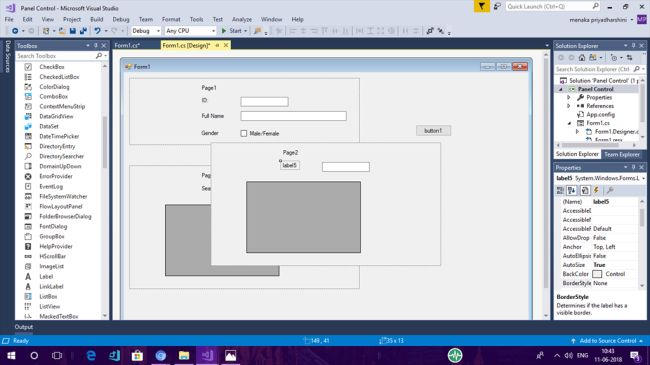 Panel Control - Microsoft Visual Studio
Quick Launch (Ctrl+Q)
File Edit View Project Build Debug Team Tools Test Analyze Window Help
menaka priyadharshini MP
Debug Any CPU Start
Data Sources
Toolbox
Search Toolbox
CheckBox
CheckedListBox
ColorDialog
ComboBox
ContextMenuStrip
DataGridView
DataSet
DateTimePicker
DirectoryEntry
DirectorySearcher
DomainUpDown
ErrorProvider
EventLog
FileSystemWatcher
FlowLayoutPanel
FolderBrowserDialog
FontDialog
GroupBox
HelpProvider
HScrollBar
ImageList
Label
LinkLabel
ListBox
ListView
MaskedTextBox
Form1.cs* Form1.cs [Design]*
Form1
Page1
ID:
Full Name
Gender Male/Female
button1
Page2
label5
Pag
Sea
Solution Explorer
Search Solution Explorer
Solution 'Panel Control' (1
Panel Control
Properties
References
App.config
Form1.cs
Form1.Designer.c
Form1.resx
Solution Explorer Team Explorer
Properties
label5 System.Windows.Forms.L
(Name) label5
Accessible
Accessible
Accessible Default
AllowDrop False
Anchor Top, Left
AutoEllipsi False
AutoSize True
BackColor Control
BorderStyle None
BorderStyle
Determines if the label has a
visible border.
Output
Ready 149 , 41 35 x 13 Add to Source Control
ENG
10:43
11-06-2018